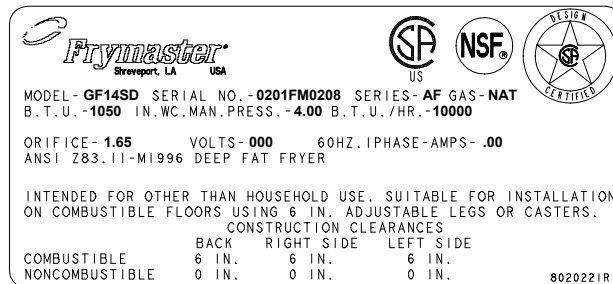 Frymaster
Shreveport, LA USA
SA
US
NSF®
DESIGN
SA
CERTIFIED
MODEL- GF14SD SERIAL NO.-0201FM0208 SERIES- AF GAS- NAT
B.T.U.-1050 IN.WC.MAN.PRESS.-4.00 B.T.U./HR.-10000
ORIFICE- 1.65 VOLTS- 000 60HZ.1PHASE-AMPS- .00
ANSI Z83.11-M1996 DEEP FAT FRYER
INTENDED FOR OTHER THAN HOUSEHOLD USE. SUITABLE FOR INSTALLATION
ON COMBUSTIBLE FLOORS USING 6 IN. ADJUSTABLE LEGS OR CASTERS.
CONSTRUCTION CLEARANCES
BACK RIGHT SIDE LEFT SIDE
COMBUSTIBLE 6 IN. 6 IN. 6 IN.
NONCOMBUSTIBLE 0 IN. 0 IN. 0 IN.
8020221R